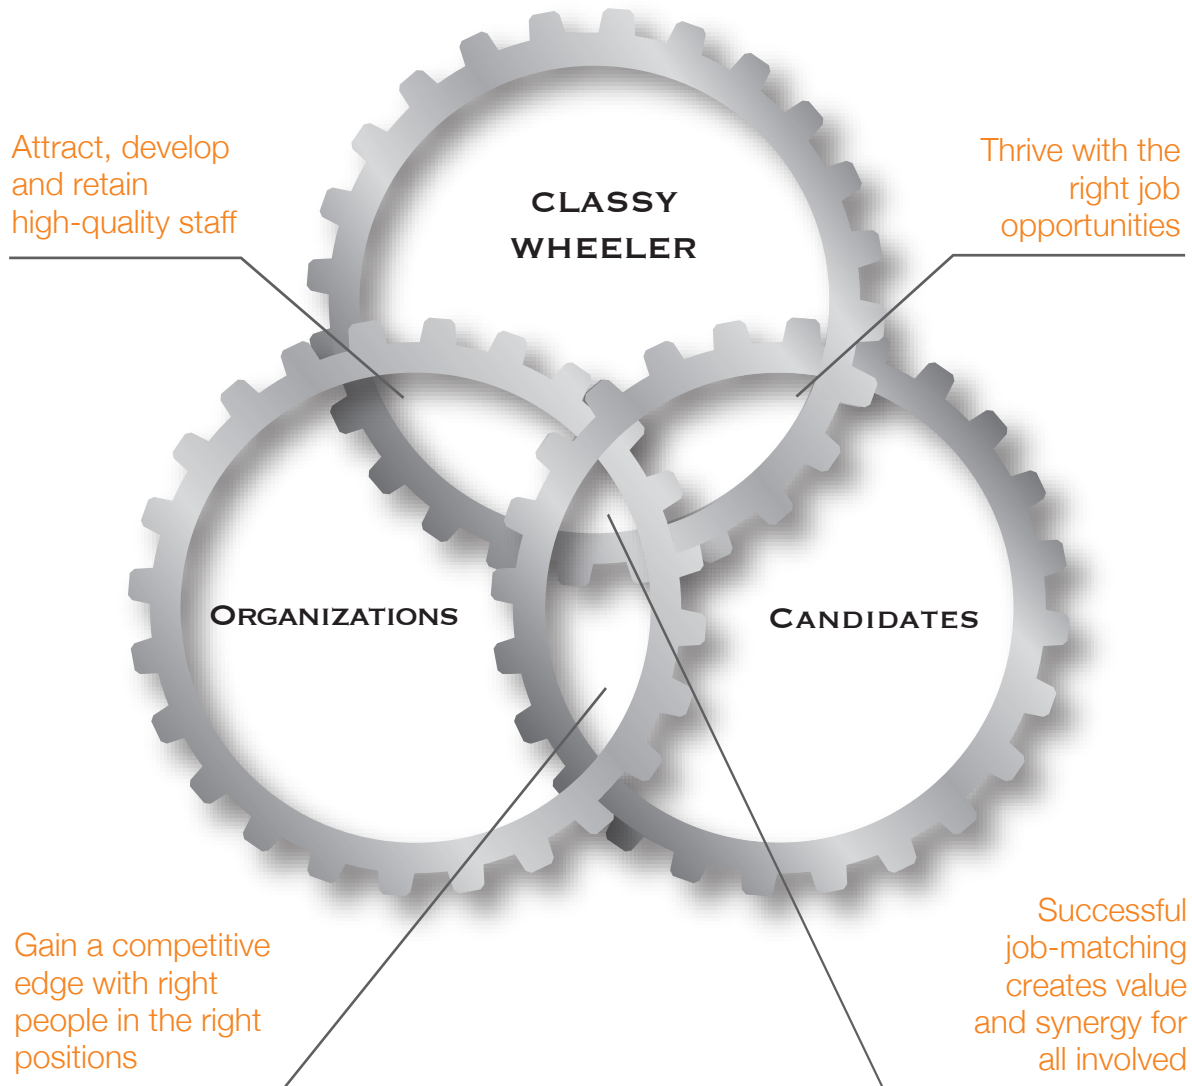 Attract, develop
and retain
high-quality staff
Thrive with the
right job
opportunities
CLASSY
WHEELER
ORGANIZATIONS
CANDIDATES
Gain a competitive
edge with right
people in the right
positions
Successful
job-matching
creates value
and synergy for
all involved